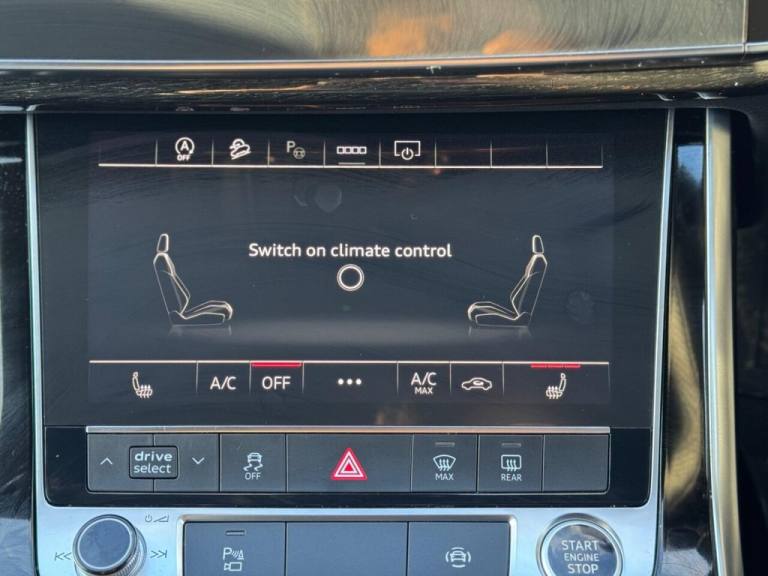 A
OFF
P
Switch on climate control
A/C
OFF
•••
A/C
MAX
drive
select
OFF
MAX
REAR
P
START
ENGINE
STOP